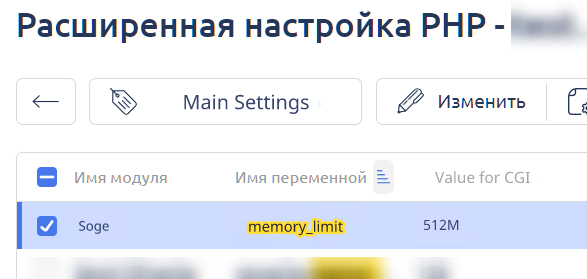 Расширенная настройка PHP -
Main Settings
Изменить
Имя модуля Имя переменной Value for CGI
Soge memory_limit 512M